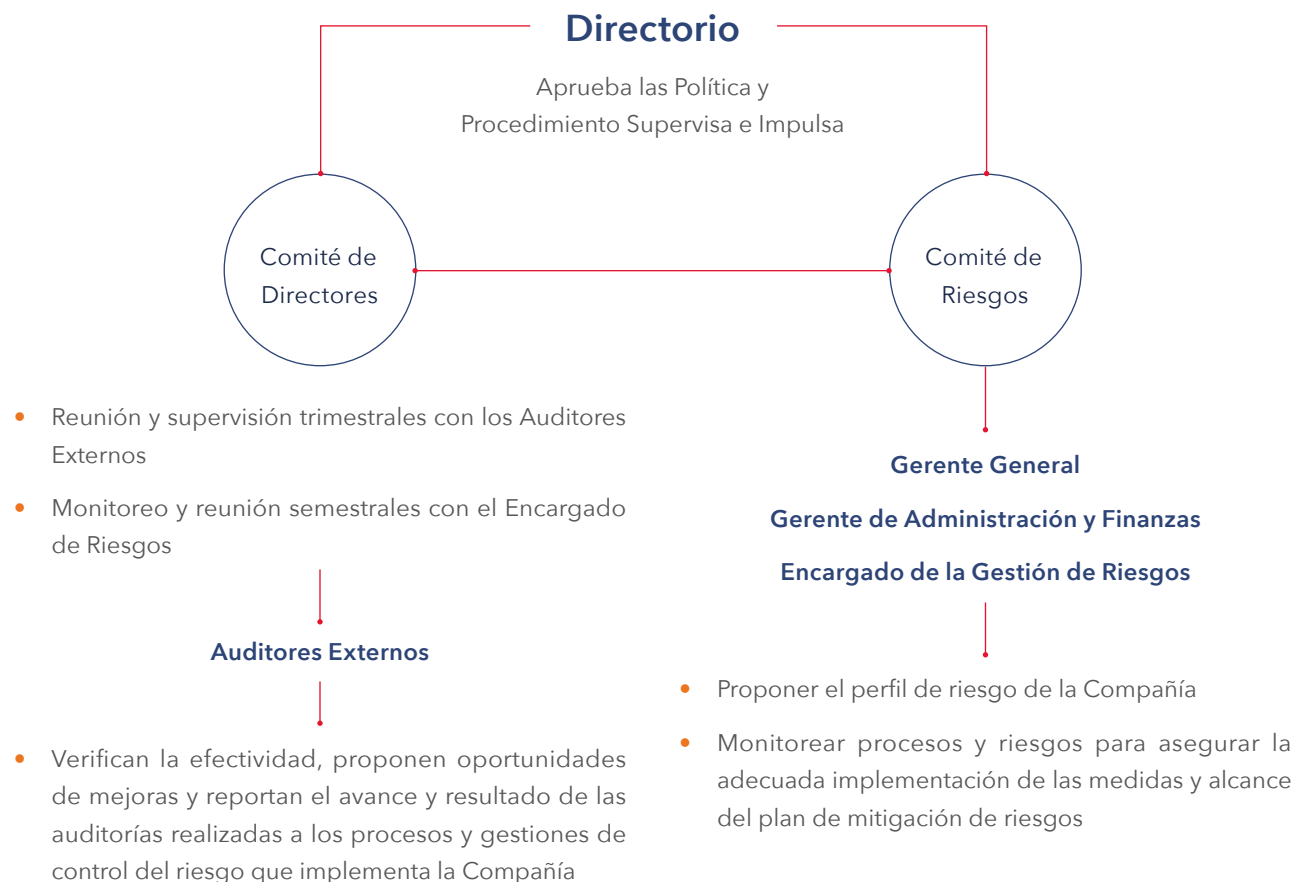 Directorio
Aprueba las Política y
Procedimiento Supervisa e Impulsa
Comité de
Directores
Comité de
Riesgos
• Reunión y supervisión trimestrales con los Auditores
Externos
• Monitoreo y reunión semestrales con el Encargado
de Riesgos
Auditores Externos
• Verifican la efectividad, proponen oportunidades
de mejoras y reportan el avance y resultado de las
auditorías realizadas a los procesos y gestiones de
control del riesgo que implementa la Compañía
Gerente General
Gerente de Administración y Finanzas
Encargado de la Gestión de Riesgos
• Proponer el perfil de riesgo de la Compañía
• Monitorear procesos y riesgos para asegurar la
adecuada implementación de las medidas y alcance
del plan de mitigación de riesgos